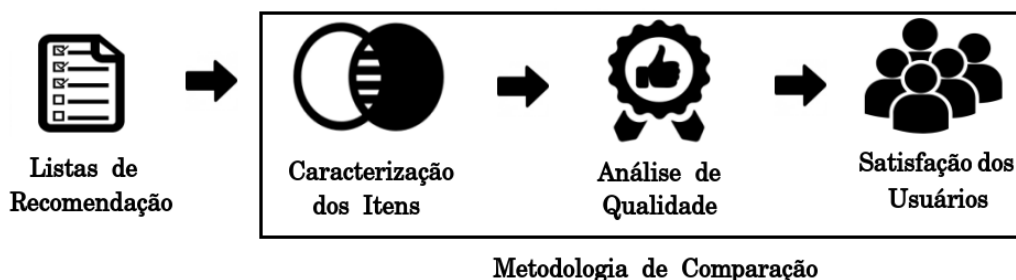 Listas de
Recomendação
Caracterização
dos Itens
Análise de
Qualidade
Satisfação dos
Usuários
Metodologia de Comparação